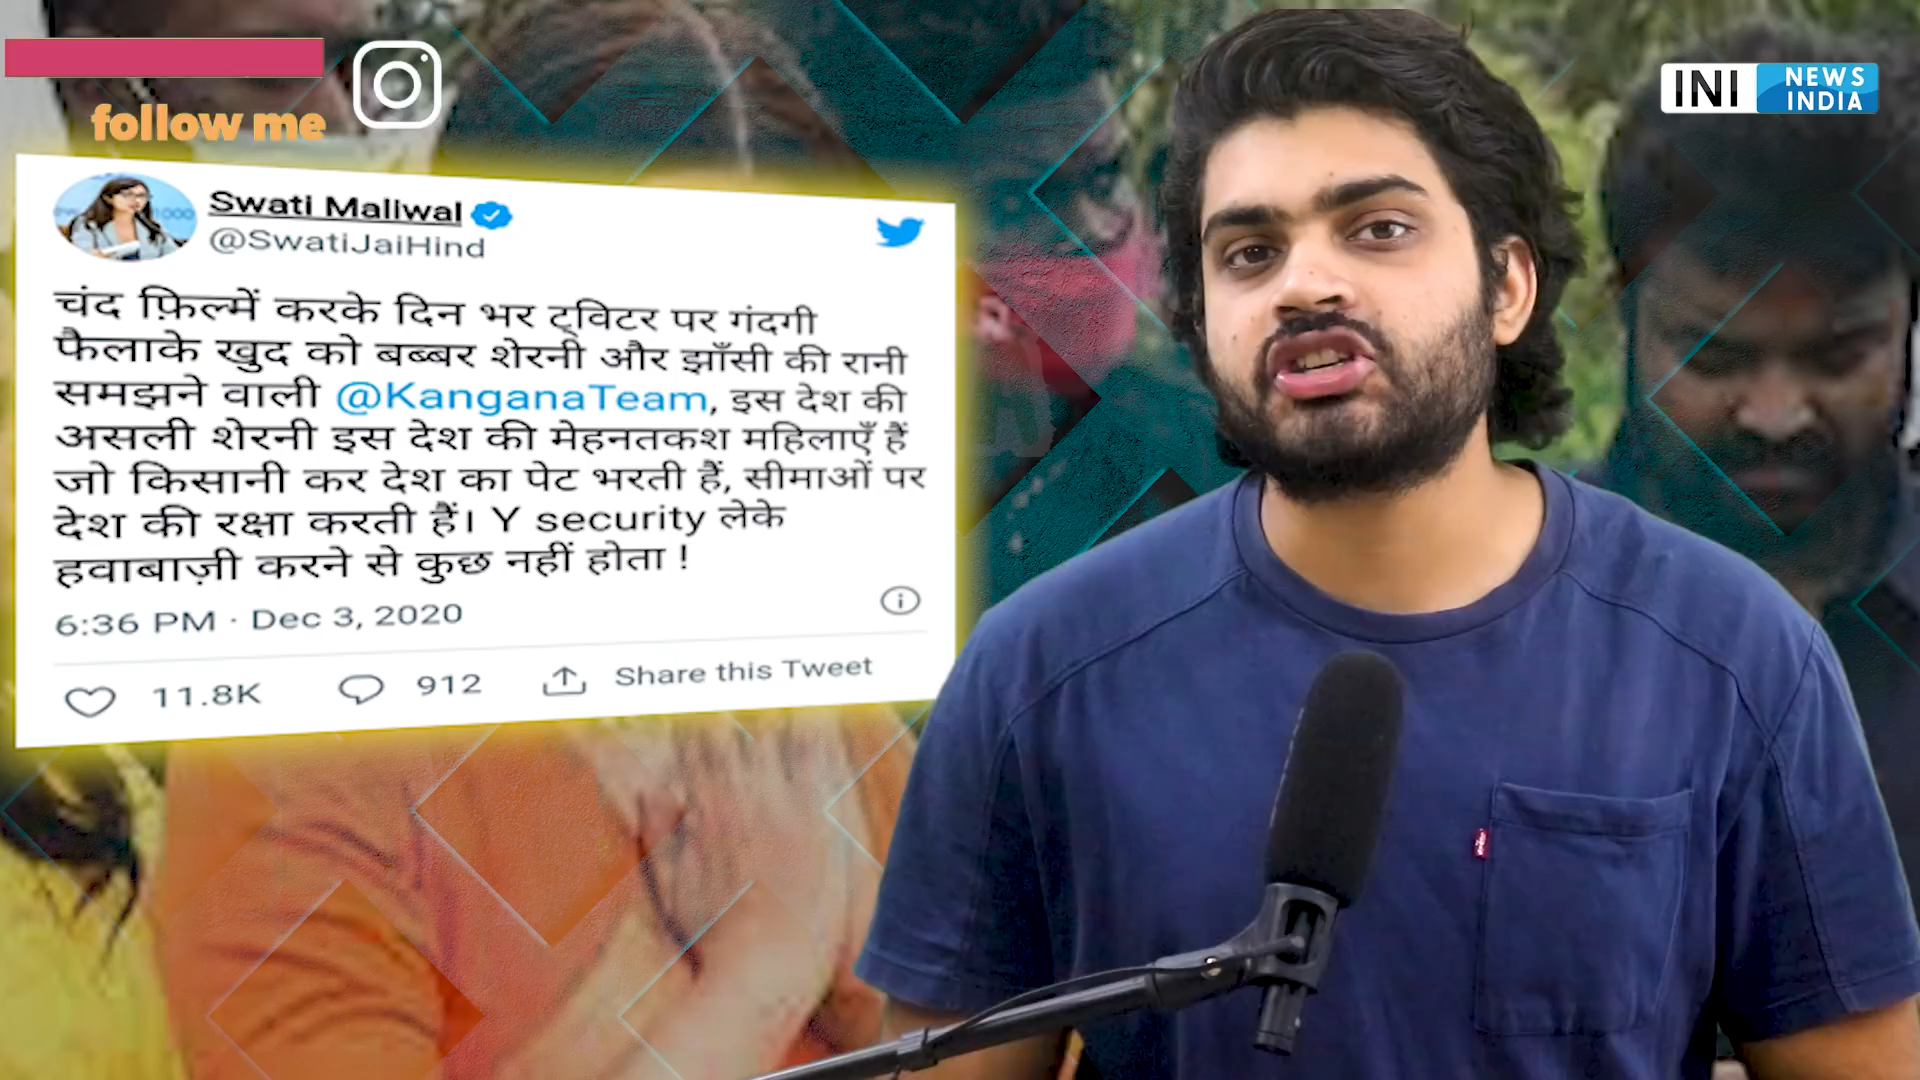 follow me
INI NEWS
INDIA
Swati Maliwal
@SwatiJaiHind
चंद फ़िल्में करके दिन भर ट्विटर पर गंदगी
फैलाके खुद को बब्बर शेरनी और झाँसी की रानी
समझने वाली @KanganaTeam, इस देश की
असली शेरनी इस देश की मेहनतकश महिलाएँ हैं
जो किसानी कर देश का पेट भरती हैं, सीमाओं पर
देश की रक्षा करती हैं। Y security लेके
हवाबाज़ी करने से कुछ नहीं होता !
6:36 PM · Dec 3, 2020
11.8K 912 Share this Tweet